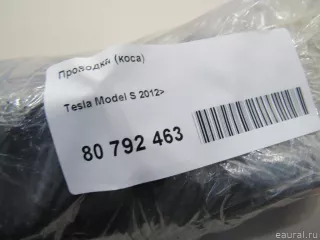 Проводка (коса)
Tesla Model S 2012>
80 792 463
eaural.ru